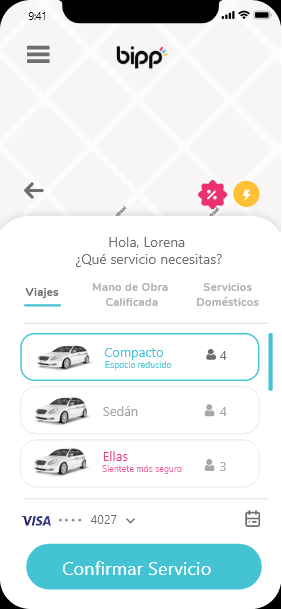 9:41
bipp
Hola, Lorena
¿Qué servicio necesitas?
Viajes
Mano de Obra
Calificada
Servicios
Domésticos
Compacto
Espacio reducido
4
Sedán
4
Ellas
Sientete más segura
3
VISA •••• 4027
Confirmar Servicio